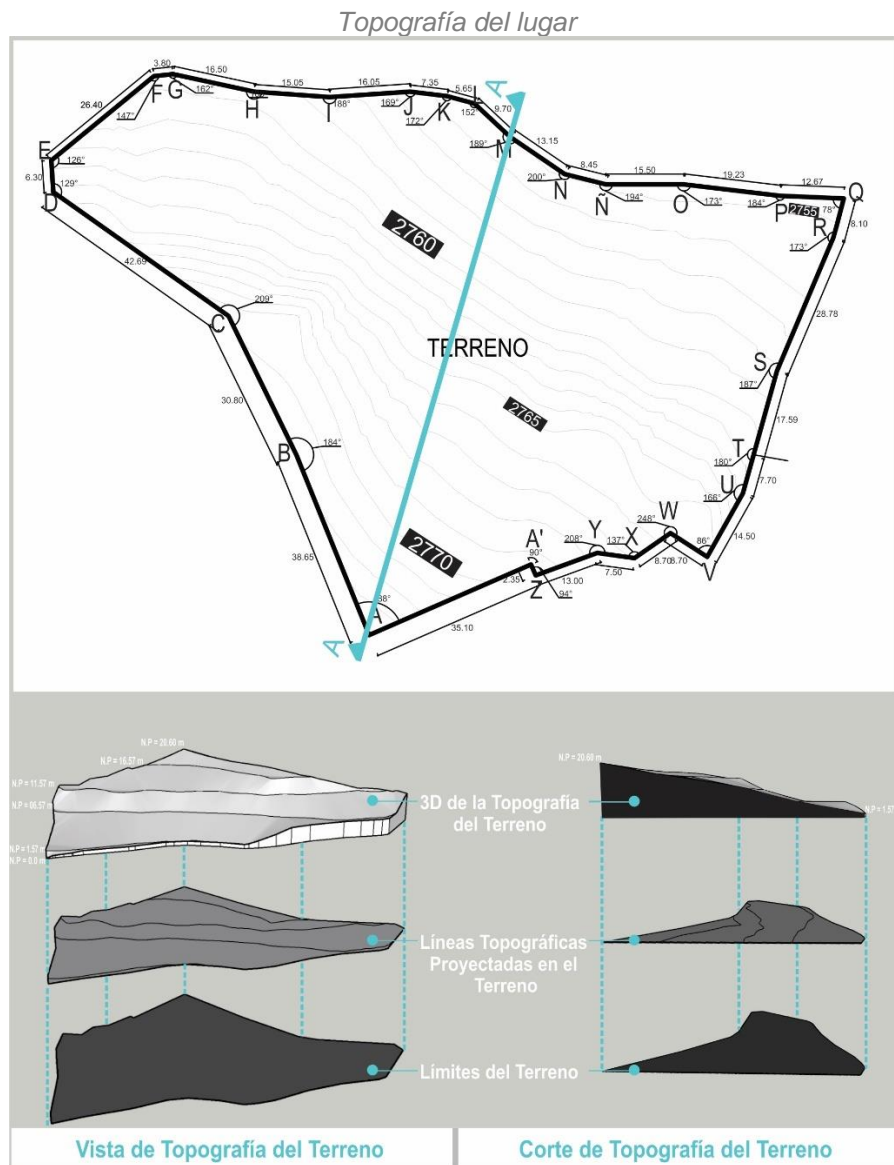 Topografía del lugar
3.80
16.50
15.05
16.05
7.35
5.65
9.70
13.15
8.45
15.50
19.23
12.67
8.10
28.78
17.59
7.70
14.50
8.70
8.70
7.50
13.00
2.35
35.10
38.65
30.80
42.69
6.30
26.40
A
F
G
H
I
J
K
L
M
N
Ñ
O
P
Q
R
S
T
U
V
W
X
Y
Z
A'
A
B
C
D
E
A
147°
162°
188°
169°
172°
152°
189°
200°
194°
173°
184°
78°
173°
187°
180°
166°
86°
248°
137°
208°
94°
90°
184°
209°
129°
126°
2755
2760
TERRENO
2765
2770
N.P = 20.60 m
N.P = 16.57 m
N.P = 11.57 m
N.P = 06.57 m
N.P = 1.57 m
N.P = 0.0 m
N.P = 20.60 m
N.P = 1.57
3D de la Topografía
del Terreno
Líneas Topográficas
Proyectadas en el
Terreno
Límites del Terreno
Vista de Topografía del Terreno
Corte de Topografía del Terreno